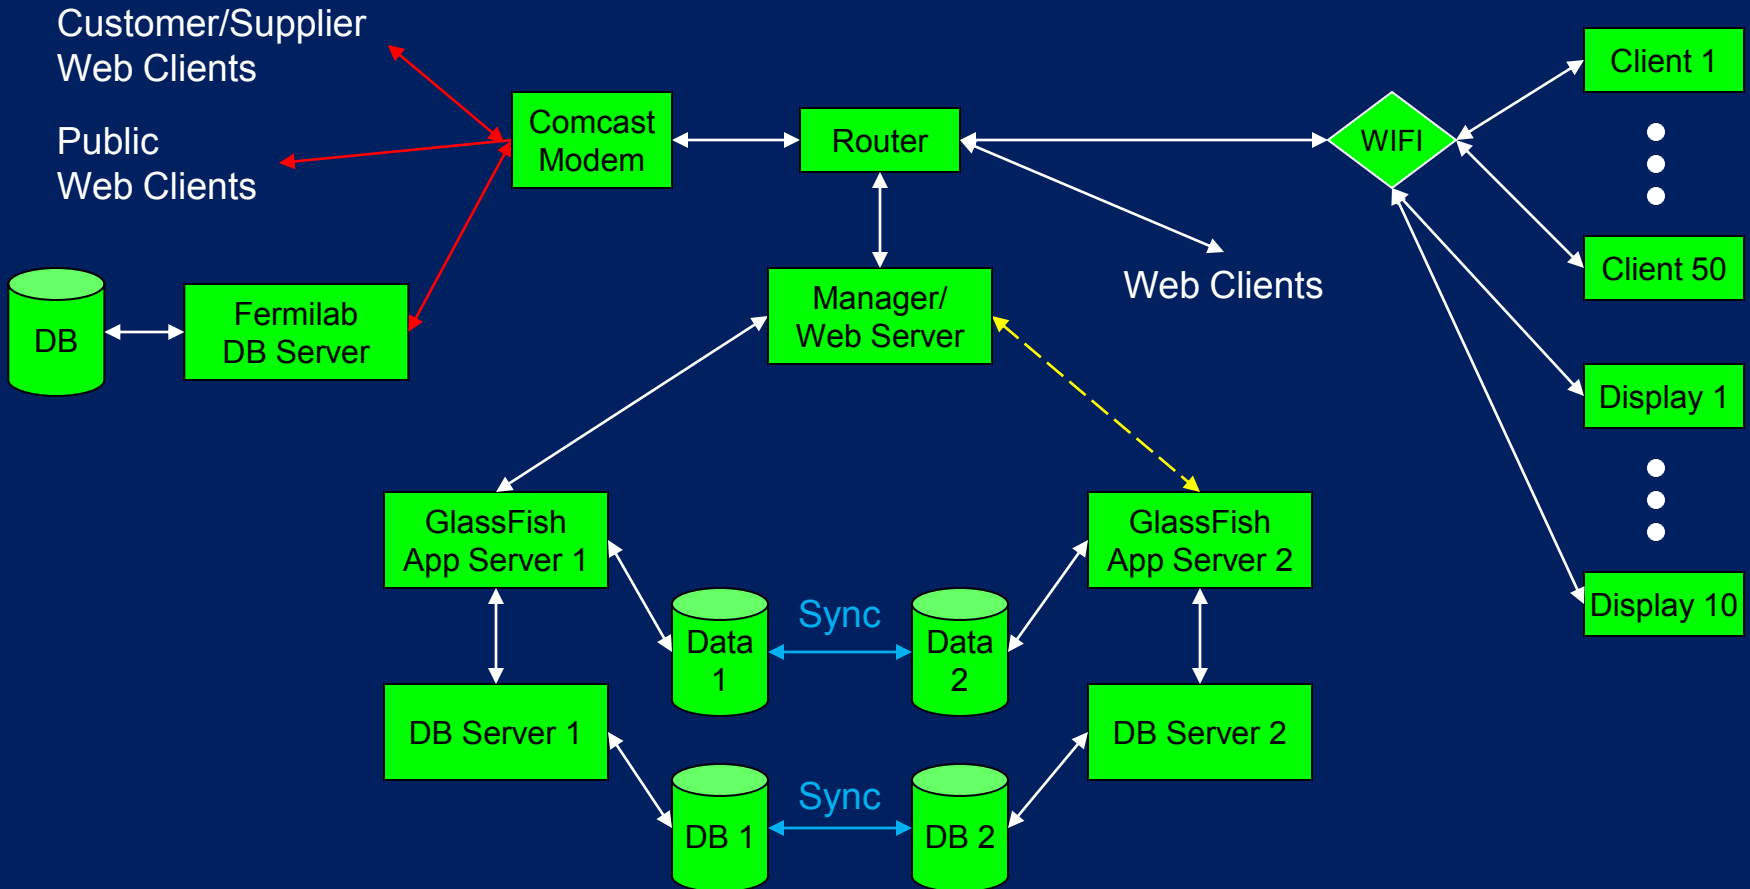 Customer/Supplier
Web Clients
Public
Web Clients
Comcast
Modem
Router
WIFI
Client 1
Client 50
Web Clients
DB
Fermilab
DB Server
Manager/
Web Server
Display 1
Display 10
GlassFish
App Server 1
GlassFish
App Server 2
Data
1
Sync
Data
2
DB Server 1
DB Server 2
DB 1
Sync
DB 2